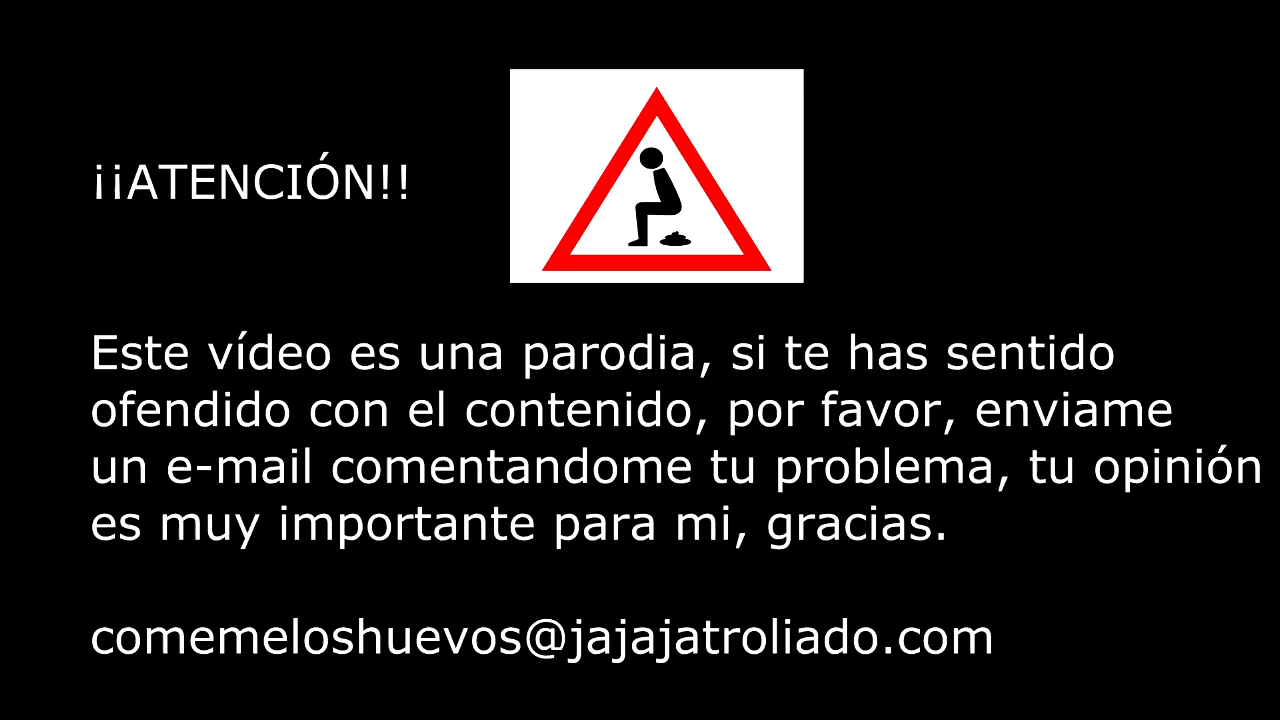 ¡¡ATENCIÓN!!
Este vídeo es una parodia, si te has sentido
ofendido con el contenido, por favor, enviame
un e-mail comentandome tu problema, tu opinión
es muy importante para mi, gracias.
comemeloshuevos@jajajatroliado.com